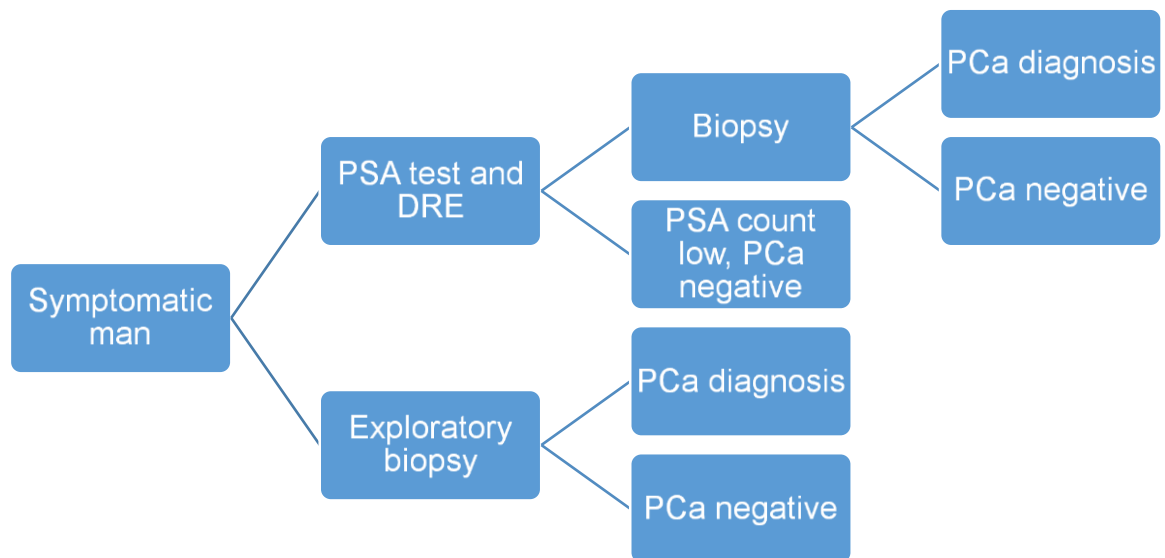 Symptomatic
man
PSA test and
DRE
Biopsy
PCa diagnosis
PCa negative
PSA count
low, PCa
negative
Exploratory
biopsy
PCa diagnosis
PCa negative